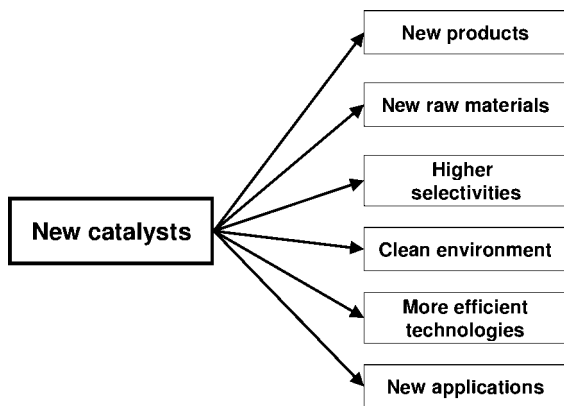 New products
New raw materials
Higher
selectivities
New catalysts
Clean environment
More efficient
technologies
New applications